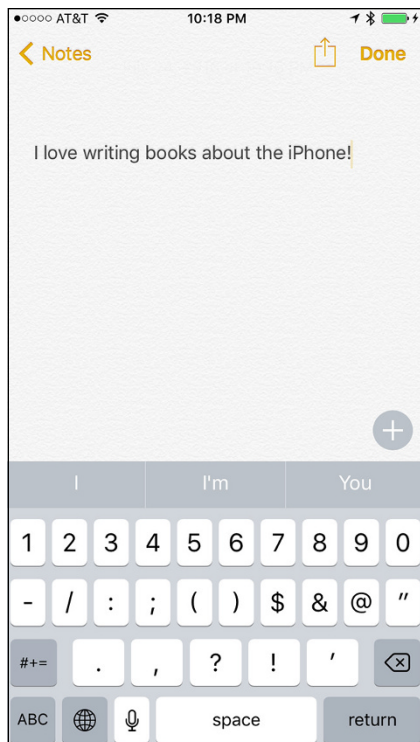 AT&T 10:18 PM
Notes Done
I love writing books about the iPhone!
I I'm You
1 2 3 4 5 6 7 8 9 0
- / : ; ( ) $ & @ "
#+= . , ? ! '
ABC space return